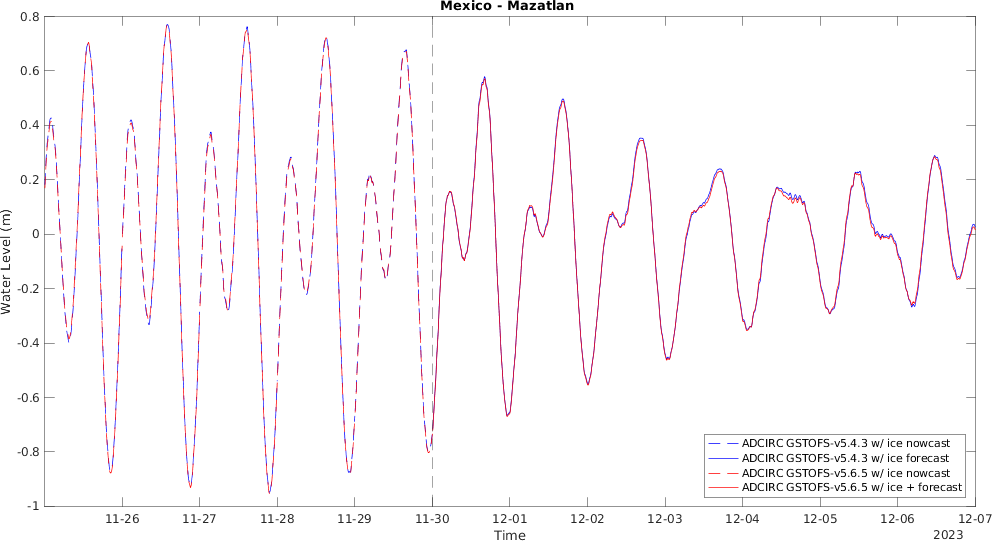 Mexico - Mazatlan
0.8
0.6
0.4
0.2
0
-0.2
-0.4
-0.6
-0.8
-1
Water Level (m)
ADCIRC GSTOFS-v5.4.3 w/ ice nowcast
ADCIRC GSTOFS-v5.4.3 w/ ice forecast
ADCIRC GSTOFS-v5.6.5 w/ ice nowcast
ADCIRC GSTOFS-v5.6.5 w/ ice + forecast
11-26 11-27 11-28 11-29 11-30 12-01 12-02 12-03 12-04 12-05 12-06 12-07
Time
2023